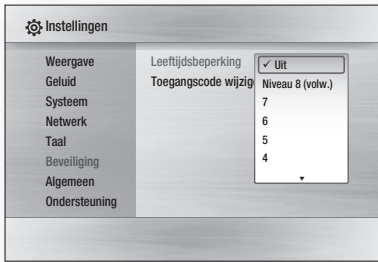 Instellingen
Weergave
Geluid
Systeem
Netwerk
Taal
Beveiliging
Algemeen
Ondersteuning
Leeftijdsbeperking
Toegangscode wijzig
✓ Uit
Niveau 8 (volw.)
7
6
5
4